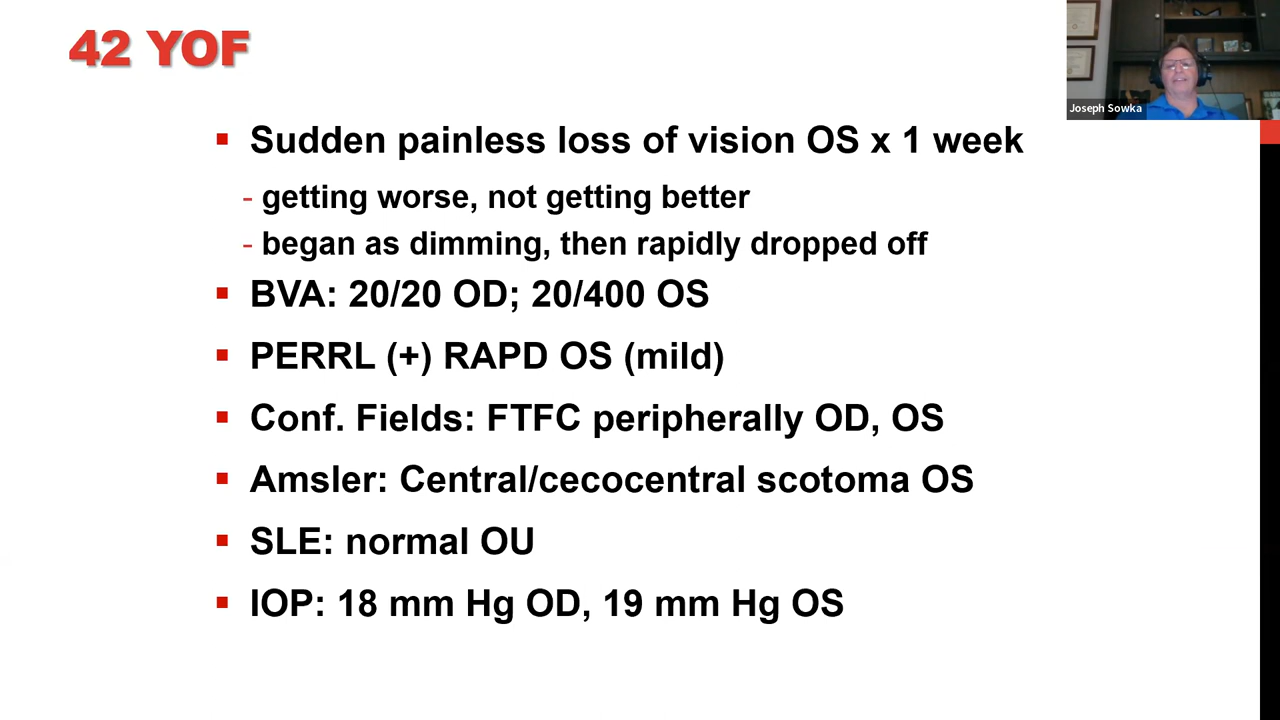 42 YOF
Joseph Sowka
▪ Sudden painless loss of vision OS x 1 week
- getting worse, not getting better
- began as dimming, then rapidly dropped off
▪ BVA: 20/20 OD; 20/400 OS
▪ PERRL (+) RAPD OS (mild)
▪ Conf. Fields: FTFC peripherally OD, OS
▪ Amsler: Central/cecocentral scotoma OS
▪ SLE: normal OU
▪ IOP: 18 mm Hg OD, 19 mm Hg OS